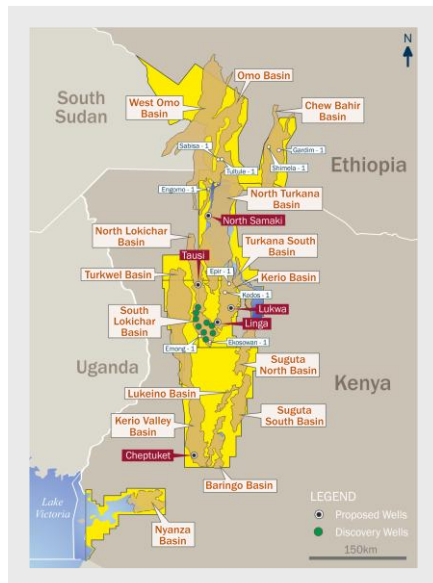 N
Omo Basin
South
Sudan
West Omo
Basin
Chew Bahir
Basin
Sabisa - 1
Tultule - 1
Gardim - 1
Shimela - 1
Ethiopia
Engomo - 1
North Turkana
Basin
North Samaki
North Lokichar
Basin
Tausi
Turkana South
Basin
Turkwel Basin
Epir - 1
Kerio Basin
Kodos - 1
South
Lokichar
Basin
Lukwa
Linga
Emong - 1
Ekosowan - 1
Uganda
Suguta
North Basin
Kenya
Lukeino Basin
Kerio Valley
Basin
Suguta
South Basin
Cheptuket
Baringo Basin
Lake
Victoria
Nyanza
Basin
LEGEND
Proposed Wells
Discovery Wells
150km